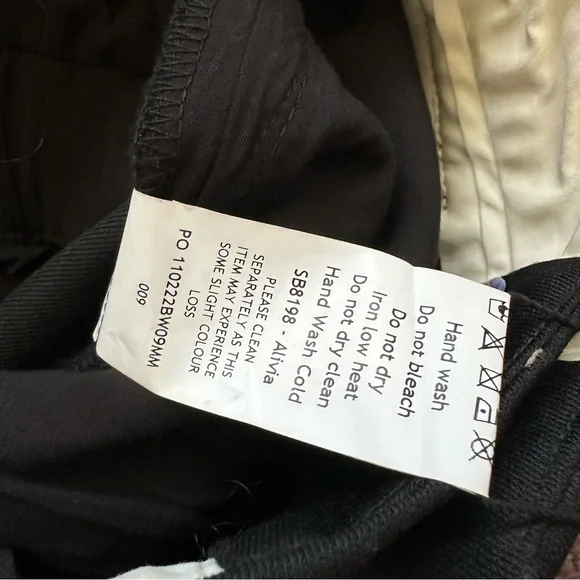 Hand wash
Do not bleach
Do not dry
Iron low heat
Do not dry clean
Hand Wash Cold
SB8198 - Alivia
PLEASE CLEAN
SEPARATELY AS THIS
ITEM MAY EXPERIENCE
SOME SLIGHT COLOUR
LOSS
PO 110222BW09MM
009